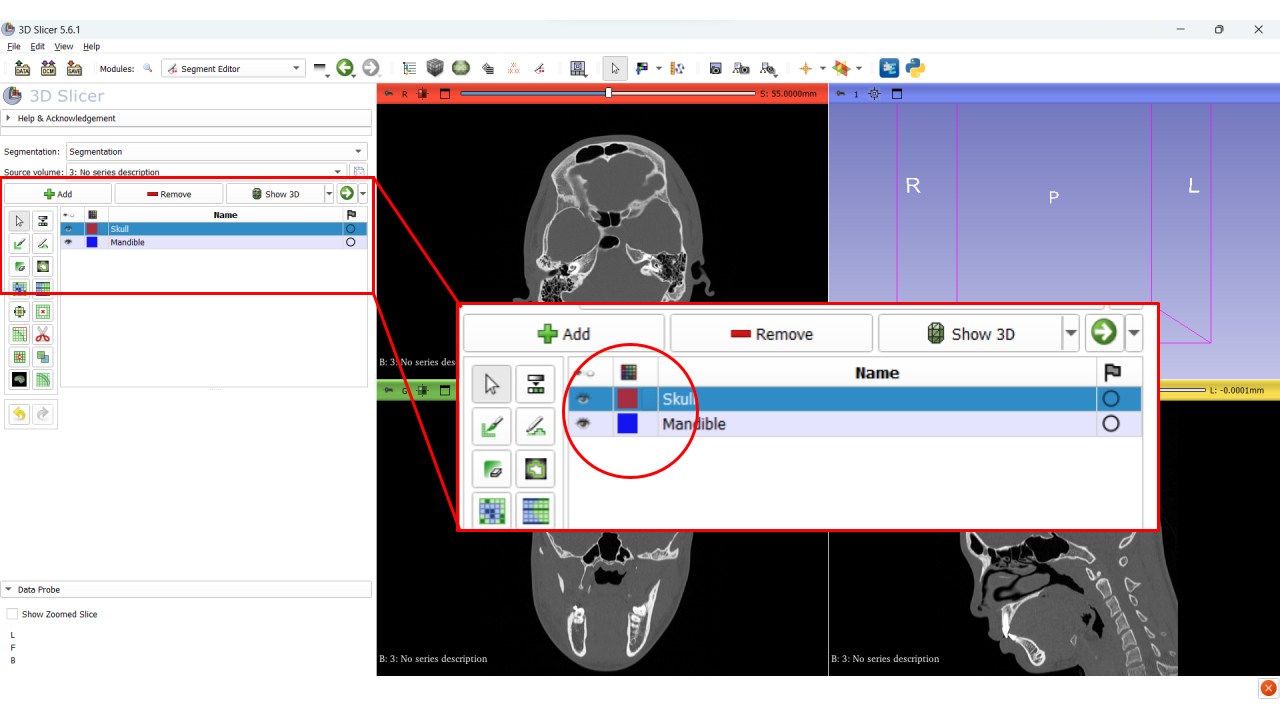 3D Slicer 5.6.1
File Edit View Help
DATA DCM SAVE Modules: Segment Editor
3D Slicer
Help & Acknowledgement
Segmentation: Segmentation
Source volume: 3: No series description
Add Remove Show 3D
Name
Skull
Mandible
R S: 55.0000mm
1
R P L
B: 3: No series des
G
L: -0.0001mm
Add Remove Show 3D
Name
Skull
Mandible
B: 3: No series description
B: 3: No series description
Data Probe
Show Zoomed Slice
L
F
B